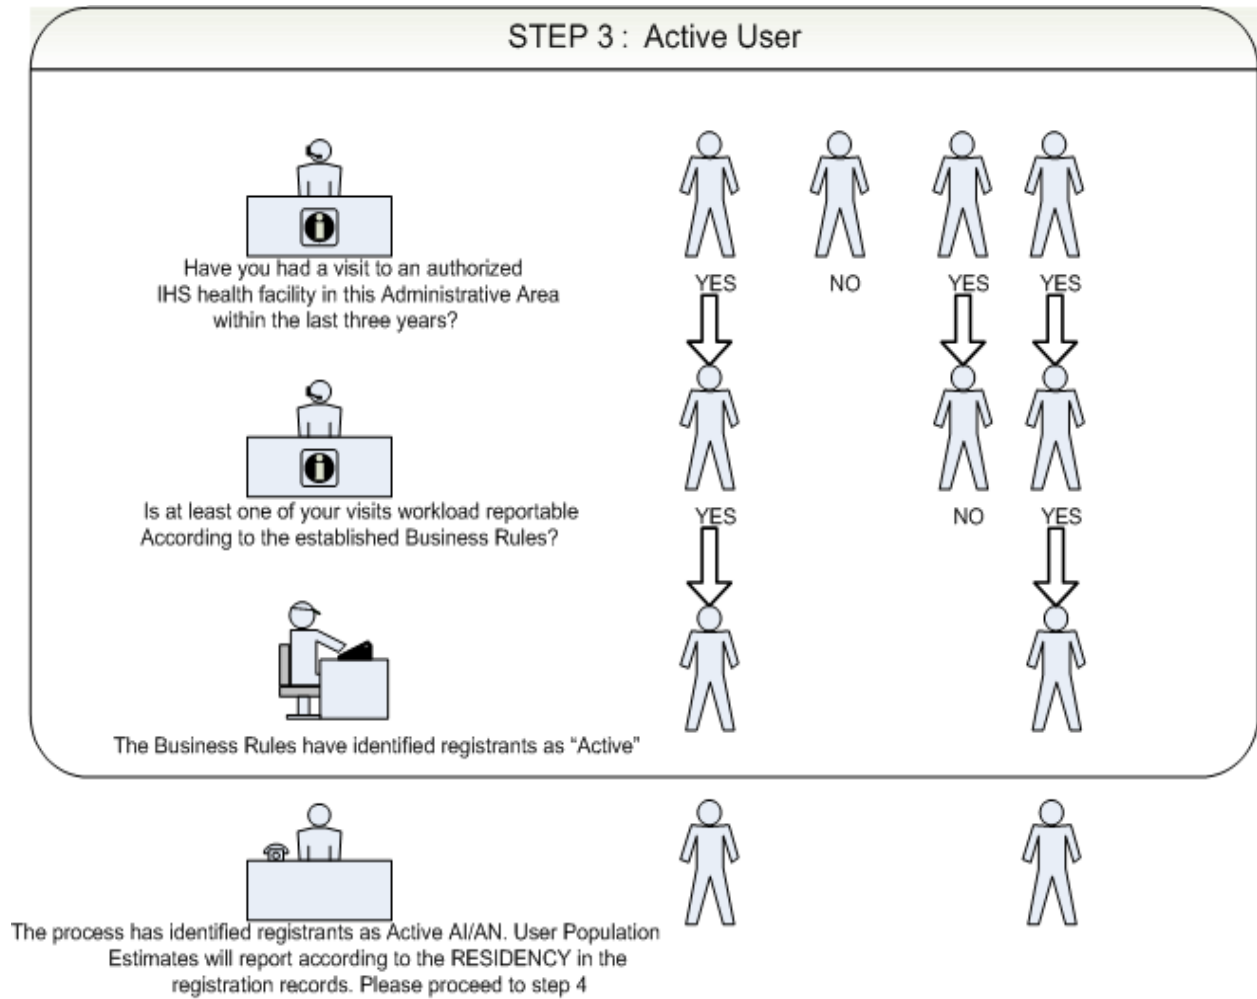 STEP 3 : Active User
Have you had a visit to an authorized
IHS health facility in this Administrative Area
within the last three years?
YES NO YES YES
Is at least one of your visits workload reportable
According to the established Business Rules?
YES NO YES
The Business Rules have identified registrants as “Active”
The process has identified registrants as Active AI/AN. User Population
Estimates will report according to the RESIDENCY in the
registration records. Please proceed to step 4